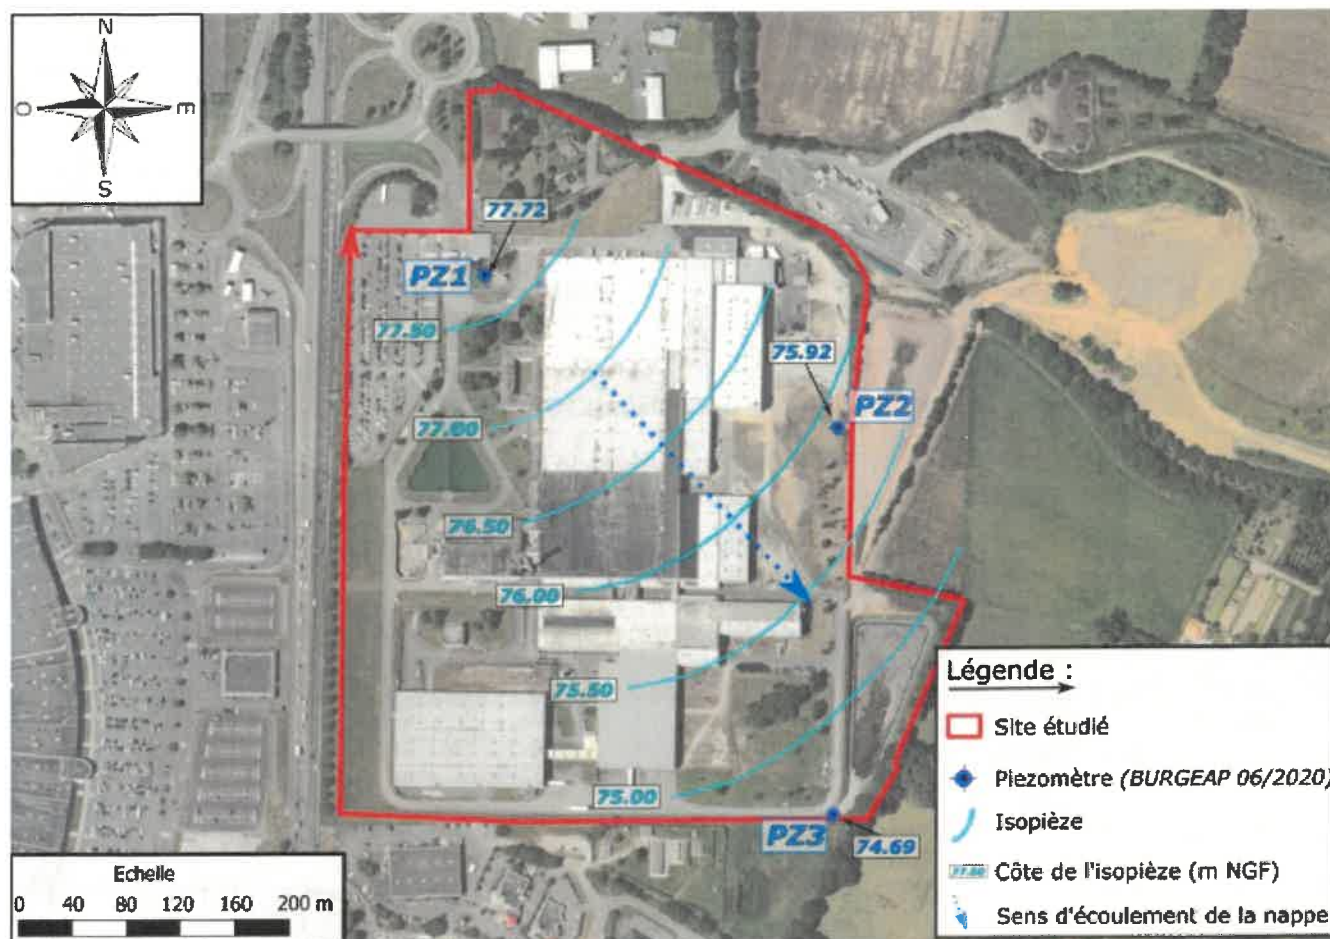 N
O
m
S
77.72
PZ1
77.50
75.92
PZ2
77.00
76.50
76.00
75.50
75.00
PZ3
74.69
Echelle
0 40 80 120 160 200 m
Légende :
Site étudié
Piezomètre (BURGEAP 06/2020)
Isopièze
77.50 Côte de l'isopièze (m NGF)
Sens d'écoulement de la nappe